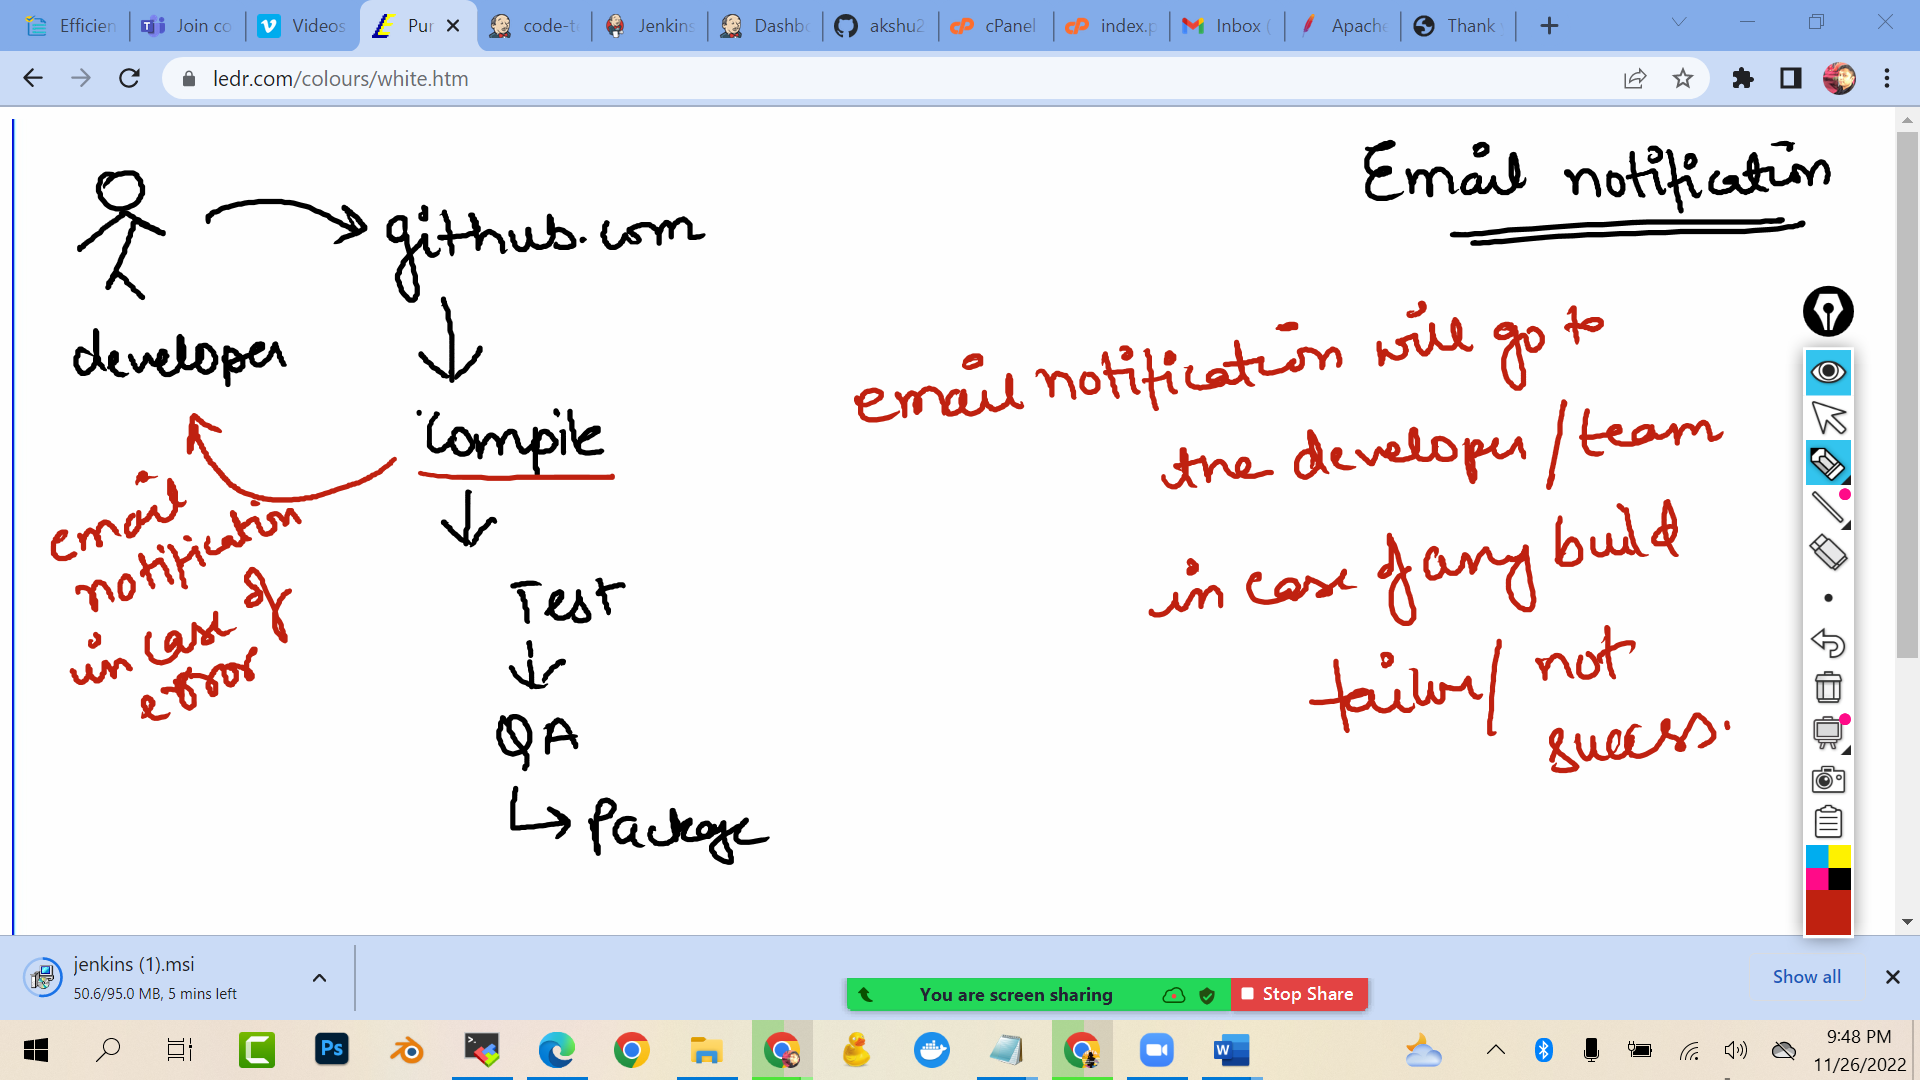 Efficien
Join co
Videos
Pur
code-t
Jenkins
Dashbo
akshu2
cPanel
index.p
Inbox (
Apache
Thank
ledr.com/colours/white.htm
Email notification
github.com
developer
Compile
email
notification
in case of
error
Test
QA
Package
email notification will go to
the developer/team
in case of any build
failure/ not
success.
jenkins (1).msi
50.6/95.0 MB, 5 mins left
You are screen sharing
Stop Share
Show all
Ps
W
9:48 PM
11/26/2022